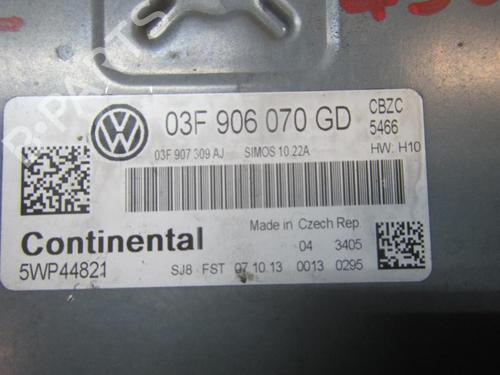 03F 906 070 GD
CBZC
5466
03F 907 309 AJ SIMOS 10.22A
HW: H10
Made in Czech Rep.
Continental
04 3405
5WP44821
SJ8 FST 07.10.13 0013 0295